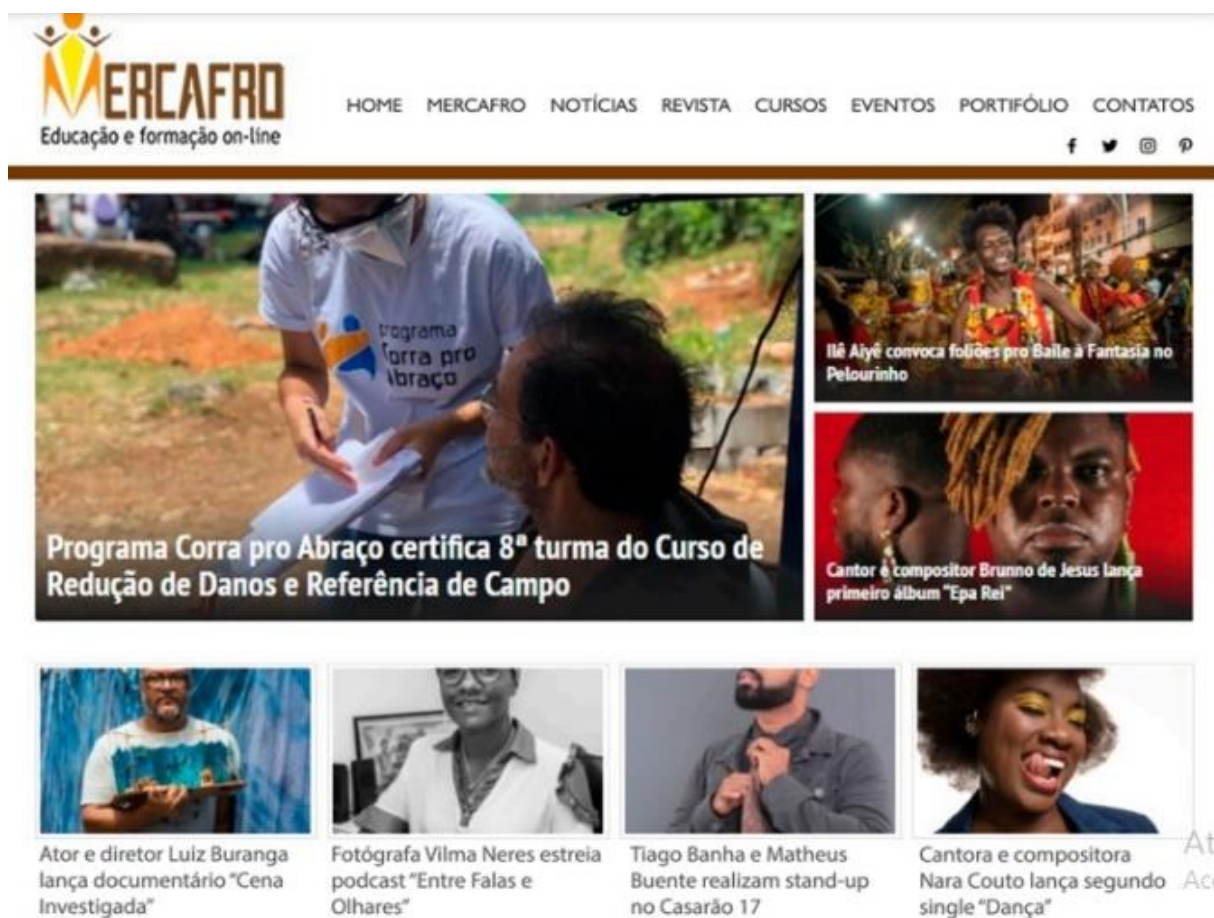 MERCAFRO
Educação e formação on-line
HOME MERCAFRO NOTÍCIAS REVISTA CURSOS EVENTOS PORTIFÓLIO CONTATOS
programa
Corra pro
Abraço
Programa Corra pro Abraço certifica 8ª turma do Curso de
Redução de Danos e Referência de Campo
Ilê Aiyê convoca foliões pro Baile à Fantasia no
Pelourinho
Cantor e compositor Brunno de Jesus lança
primeiro álbum "Epa Rei"
Ator e diretor Luiz Buranga
lança documentário "Cena
Investigada"
Fotógrafa Vilma Neres estreia
podcast "Entre Falas e
Olhares"
Tiago Banha e Matheus
Buente realizam stand-up
no Casarão 17
Cantora e compositora
Nara Couto lança segundo
single "Dança"